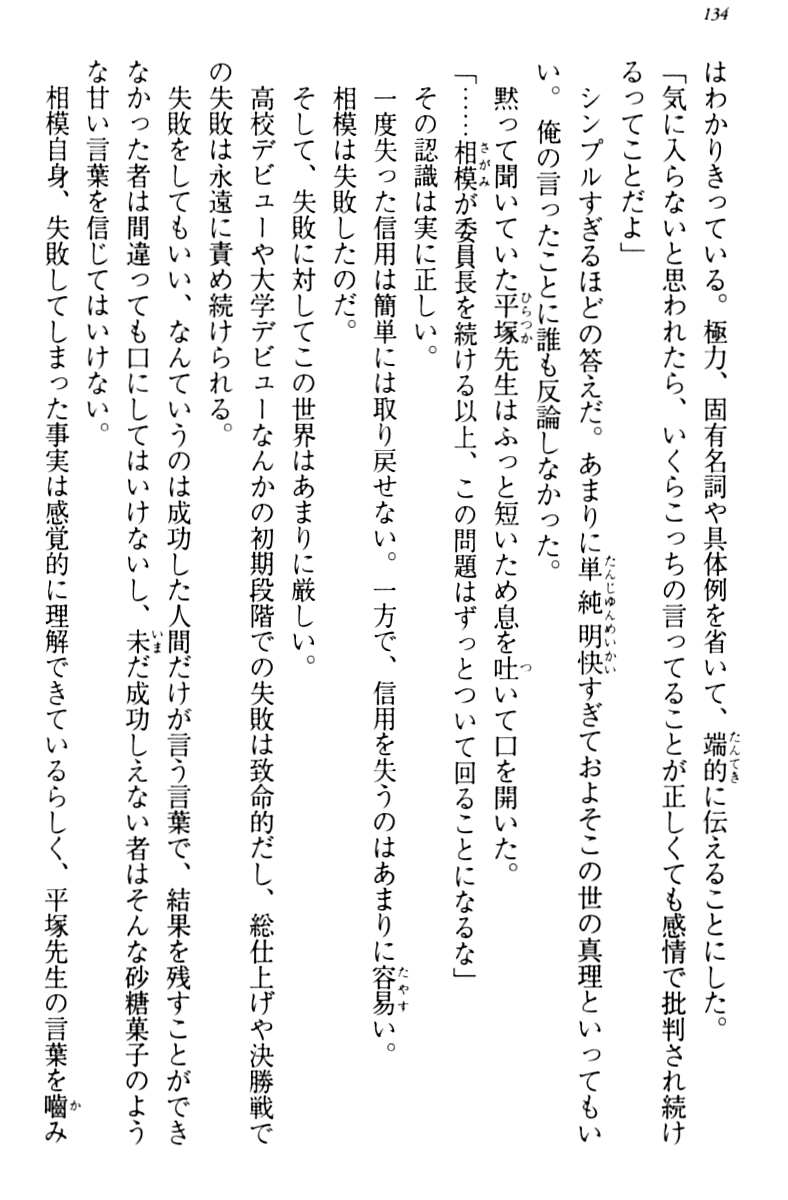 134
はわかりきっている。極力、固有名詞や具体例を省いて、端的に伝えることにした。
「気に入らないと思われたら、いくらこっちの言ってることが正しくても感情で批判され続け
るってことだよ」
シンプルすぎるほどの答えだ。あまりに単純明快すぎておよそこの世の真理といってもい
い。俺の言ったことに誰も反論しなかった。
黙って聞いていた平塚先生はふっと短いため息を吐いて口を開いた。
「……相模が委員長を続ける以上、この問題はずっとついて回ることになるな」
その認識は実に正しい。
一度失った信用は簡単には取り戻せない。一方で、信用を失うのはあまりに容易い。
相模は失敗したのだ。
そして、失敗に対してこの世界はあまりに厳しい。
高校デビューや大学デビューなんかの初期段階での失敗は致命的だし、総仕上げや決勝戦で
の失敗は永遠に責め続けられる。
失敗をしてもいい、なんていうのは成功した人間だけが言う言葉で、結果を残すことができ
なかった者は間違っても口にしてはいけないし、未だ成功しえない者はそんな砂糖菓子のよう
な甘い言葉を信じてはいけない。
相模自身、失敗してしまった事実は感覚的に理解できているらしく、平塚先生の言葉を嚙み